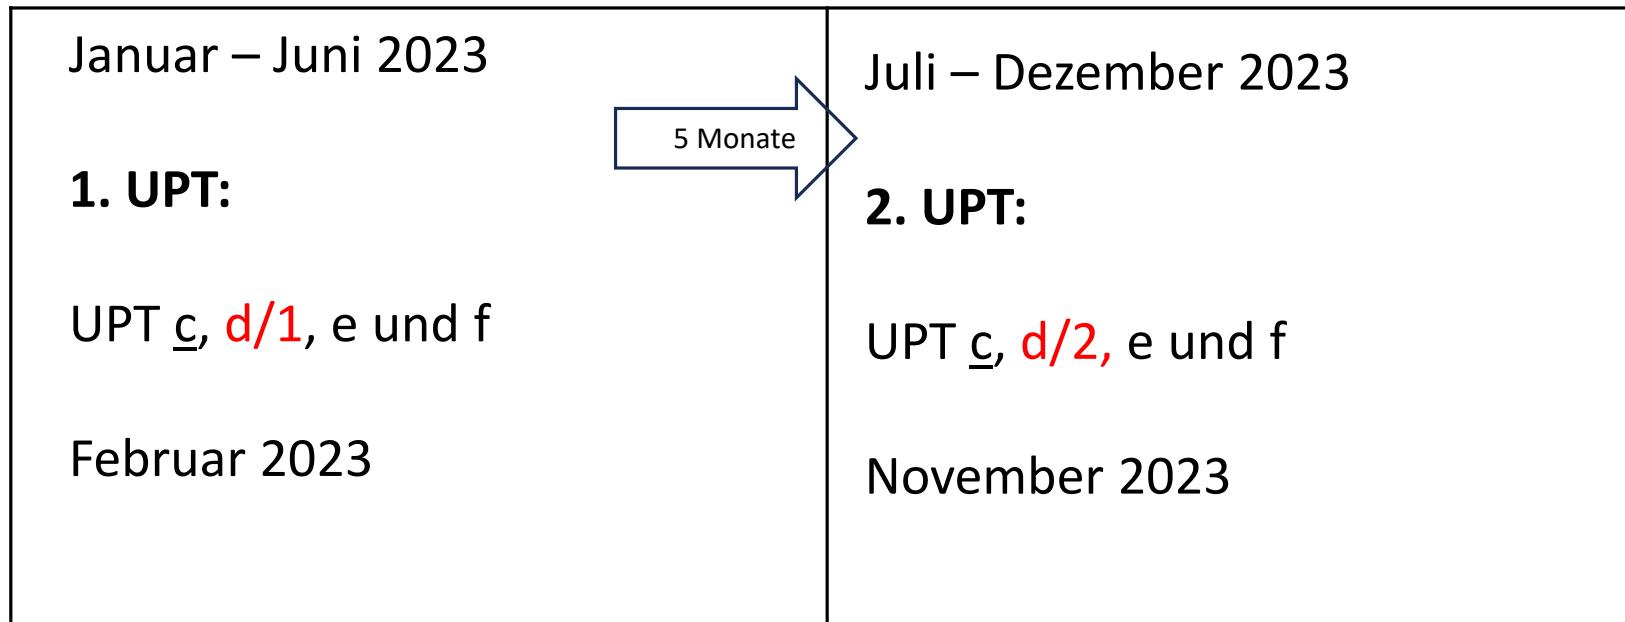 Januar – Juni 2023
1. UPT:
UPT c, d/1, e und f
Februar 2023
5 Monate
Juli – Dezember 2023
2. UPT:
UPT c, d/2, e und f
November 2023